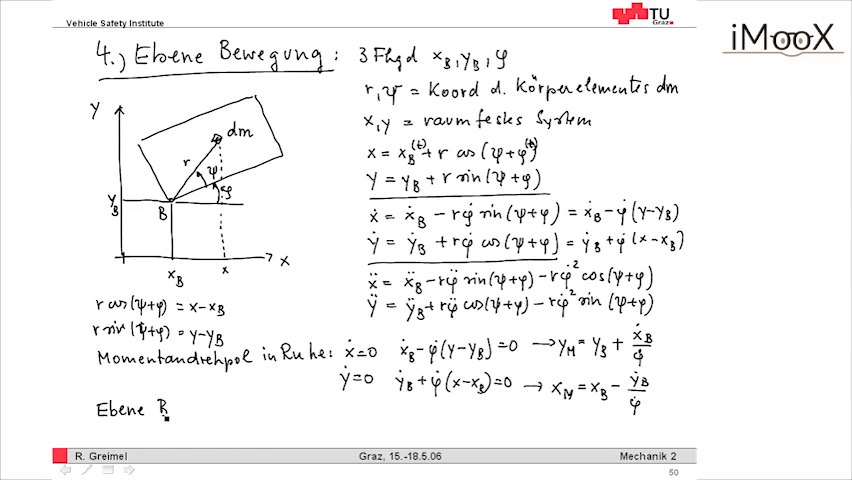 Vehicle Safety Institute
TU Graz
iMooX
4.) Ebene Bewegung: 3 Fhgd x_B, y_B, φ
r, ψ = Koord d. Körperelementes dm
x, y = raumfestes System
x = x_B(t) + r cos(ψ+φ(t))
y = y_B + r sin(ψ+φ)
ẋ = ẋ_B - rφ̇ sin(ψ+φ) = ẋ_B - φ̇(y-y_B)
ẏ = ẏ_B + rφ̇ cos(ψ+φ) = ẏ_B + φ̇(x-x_B)
ẍ = ẍ_B - rφ̈ sin(ψ+φ) - rφ̇² cos(ψ+φ)
ÿ = ÿ_B + rφ̈ cos(ψ+φ) - rφ̇² sin(ψ+φ)
y
dm
r
ψ
φ
y_B
B
x_B
x
x
r cos(ψ+φ) = x-x_B
r sin(ψ+φ) = y-y_B
Momentandrehpol in Ruhe: ẋ=0 ẋ_B - φ̇(y-y_B)=0 → y_M = y_B + ẋ_B/φ̇
ẏ=0 ẏ_B + φ̇(x-x_B)=0 → x_M = x_B - ẏ_B/φ̇
Ebene B
R. Greimel Graz, 15.-18.5.06 Mechanik 2
50